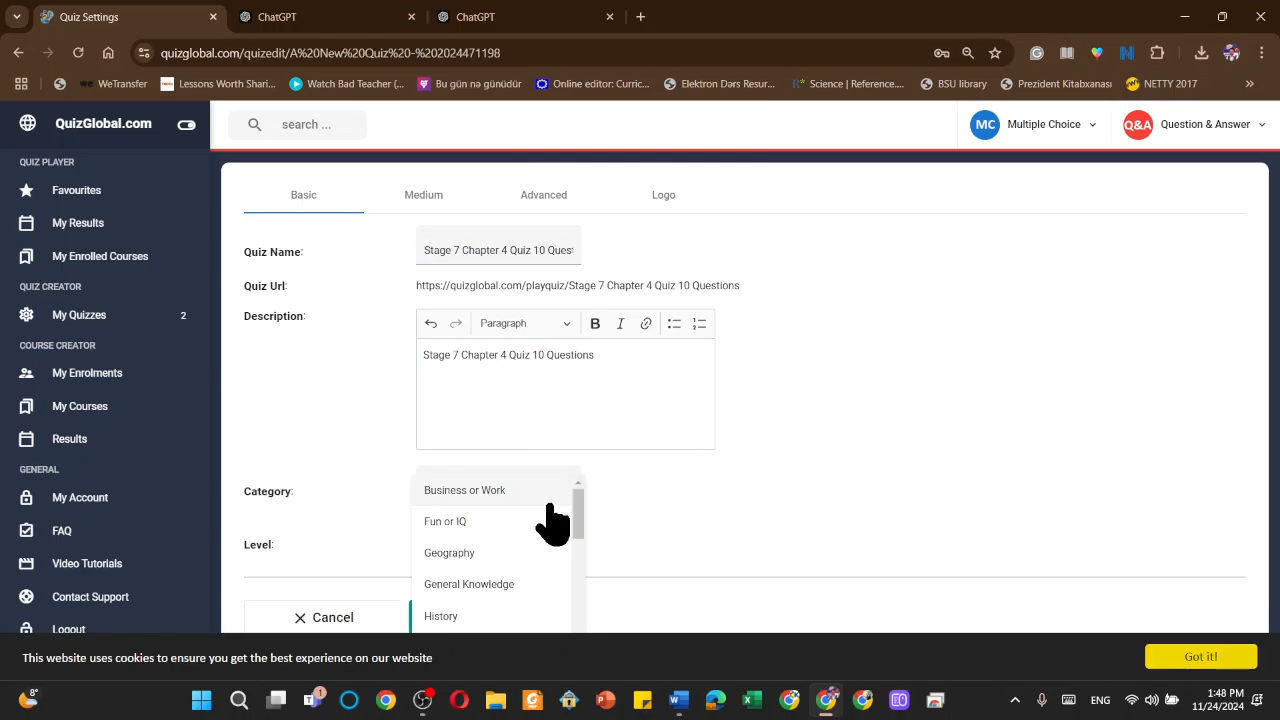 Quiz Settings
ChatGPT
ChatGPT
quizglobal.com/quizedit/A%20New%20Quiz%20-%202024471198
WeTransfer
Lessons Worth Shari...
Watch Bad Teacher (...
Bu gün nə günüdür
Online editor: Curric...
Elektron Dərs Resur...
Science | Reference...
BSU library
Prezident Kitabxanası
NETTY 2017
QuizGlobal.com
search ...
MC Multiple Choice
Q&A Question & Answer
QUIZ PLAYER
Favourites
My Results
My Enrolled Courses
QUIZ CREATOR
My Quizzes 2
COURSE CREATOR
My Enrolments
My Courses
Results
GENERAL
My Account
FAQ
Video Tutorials
Contact Support
Logout
Basic Medium Advanced Logo
Quiz Name: Stage 7 Chapter 4 Quiz 10 Quest
Quiz Url: https://quizglobal.com/playquiz/Stage 7 Chapter 4 Quiz 10 Questions
Description: Paragraph B I
Stage 7 Chapter 4 Quiz 10 Questions
Category:
Business or Work
Fun or IQ
Geography
General Knowledge
History
Level:
Cancel
This website uses cookies to ensure you get the best experience on our website
Got it!
8°
1
ENG
1:48 PM
11/24/2024